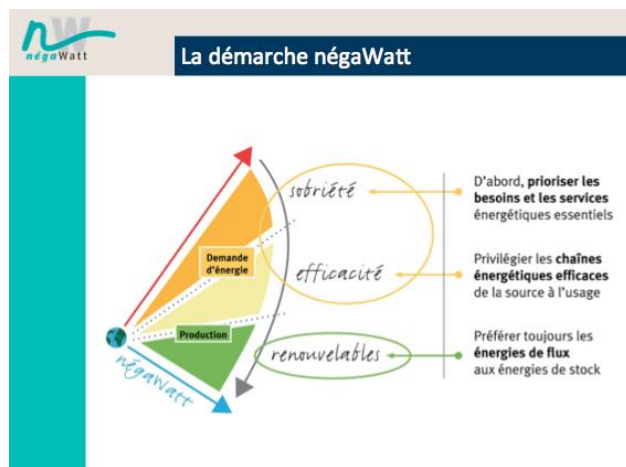 négaWatt
La démarche négaWatt
sobriété
D'abord, prioriser les
besoins et les services
énergétiques essentiels
Demande
d'énergie
efficacité
Privilégier les chaînes
énergétiques efficaces
de la source à l'usage
Production
renouvelables
Préférer toujours les
énergies de flux
aux énergies de stock
négaWatt